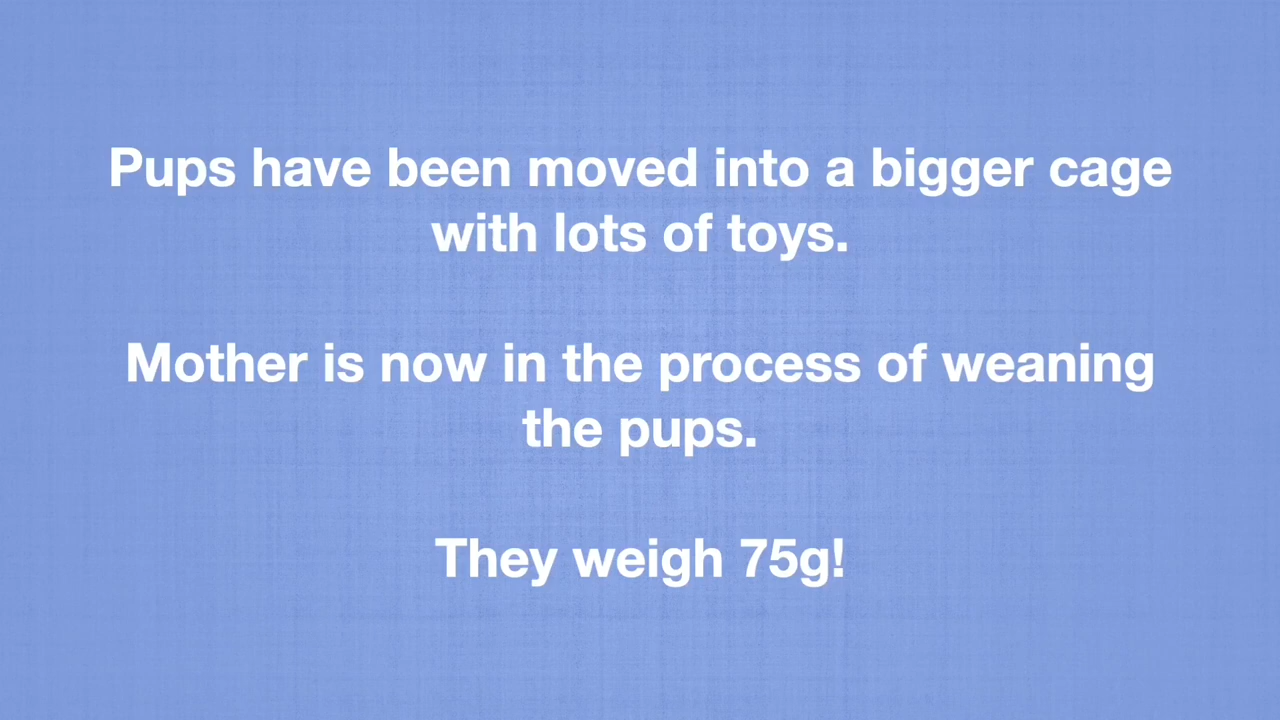 Pups have been moved into a bigger cage
with lots of toys.
Mother is now in the process of weaning
the pups.
They weigh 75g!